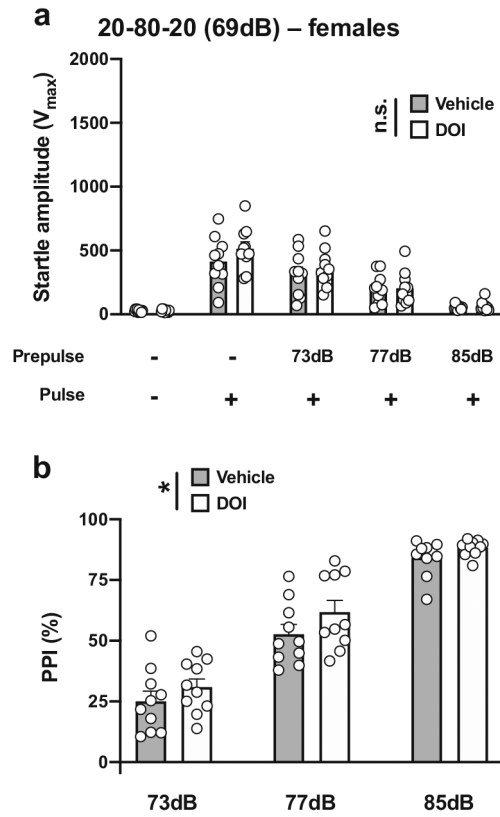 a
20-80-20 (69dB) – females
Startle amplitude (Vmax)
2000
1500
1000
500
0
n.s.
Vehicle
DOI
Prepulse - - 73dB 77dB 85dB
Pulse - + + + +
b
*
Vehicle
DOI
PPI (%)
100
75
50
25
0
73dB 77dB 85dB